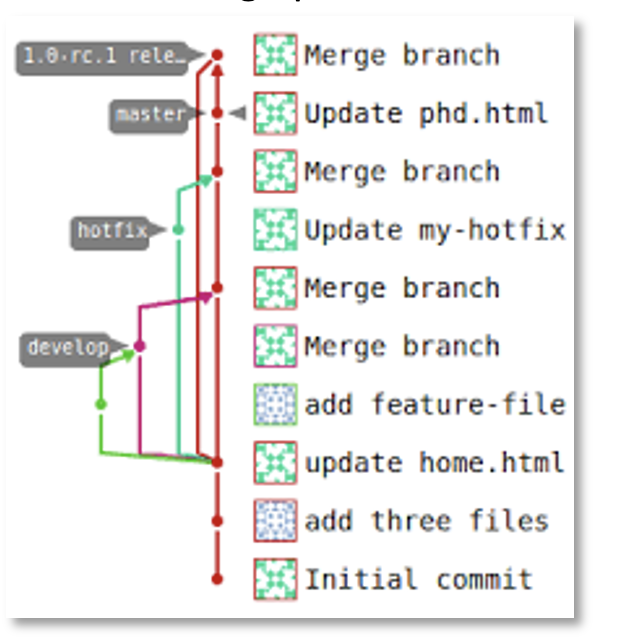 1.0-rc.1 rele… Merge branch
master Update phd.html
Merge branch
hotfix Update my-hotfix
Merge branch
develop Merge branch
add feature-file
update home.html
add three files
Initial commit